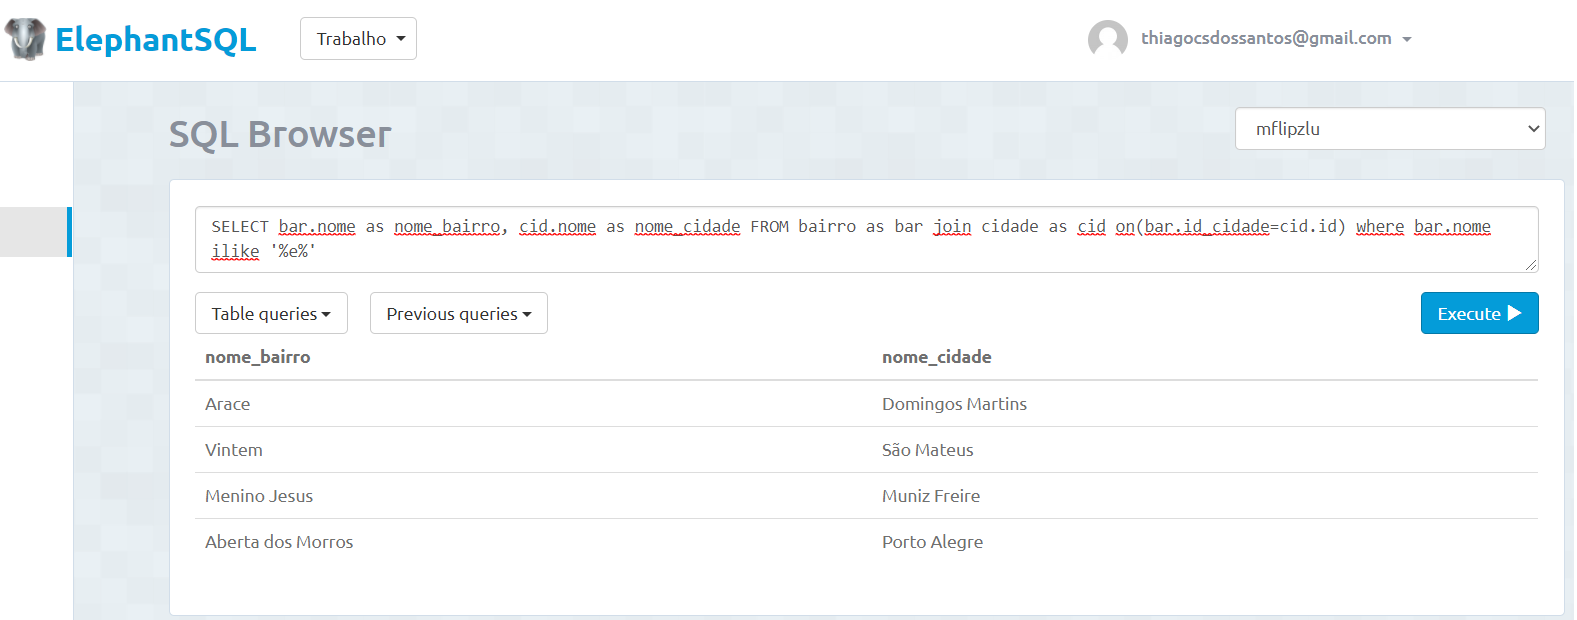 ElephantSQL
Trabalho
thiagocsdossantos@gmail.com
SQL Browser
mflipzlu
SELECT bar.nome as nome_bairro, cid.nome as nome_cidade FROM bairro as bar join cidade as cid on(bar.id_cidade=cid.id) where bar.nome
ilike '%e%'
Table queries
Previous queries
Execute
nome_bairro nome_cidade
Arace Domingos Martins
Vintem São Mateus
Menino Jesus Muniz Freire
Aberta dos Morros Porto Alegre